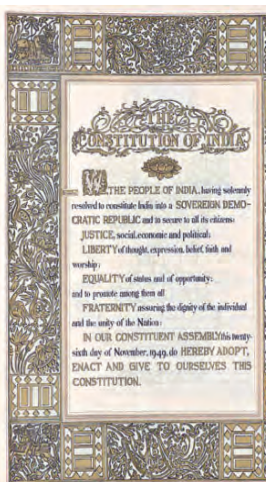 THE
CONSTITUTION OF INDIA
WE, THE PEOPLE OF INDIA, having solemnly
resolved to constitute India into a SOVEREIGN DEMO-
CRATIC REPUBLIC and to secure to all its citizens:
JUSTICE, social, economic and political;
LIBERTY of thought, expression, belief, faith and
worship;
EQUALITY of status and of opportunity;
and to promote among them all
FRATERNITY assuring the dignity of the individual
and the unity of the Nation;
IN OUR CONSTITUENT ASSEMBLY this twenty-
sixth day of November, 1949, do HEREBY ADOPT,
ENACT AND GIVE TO OURSELVES THIS
CONSTITUTION.